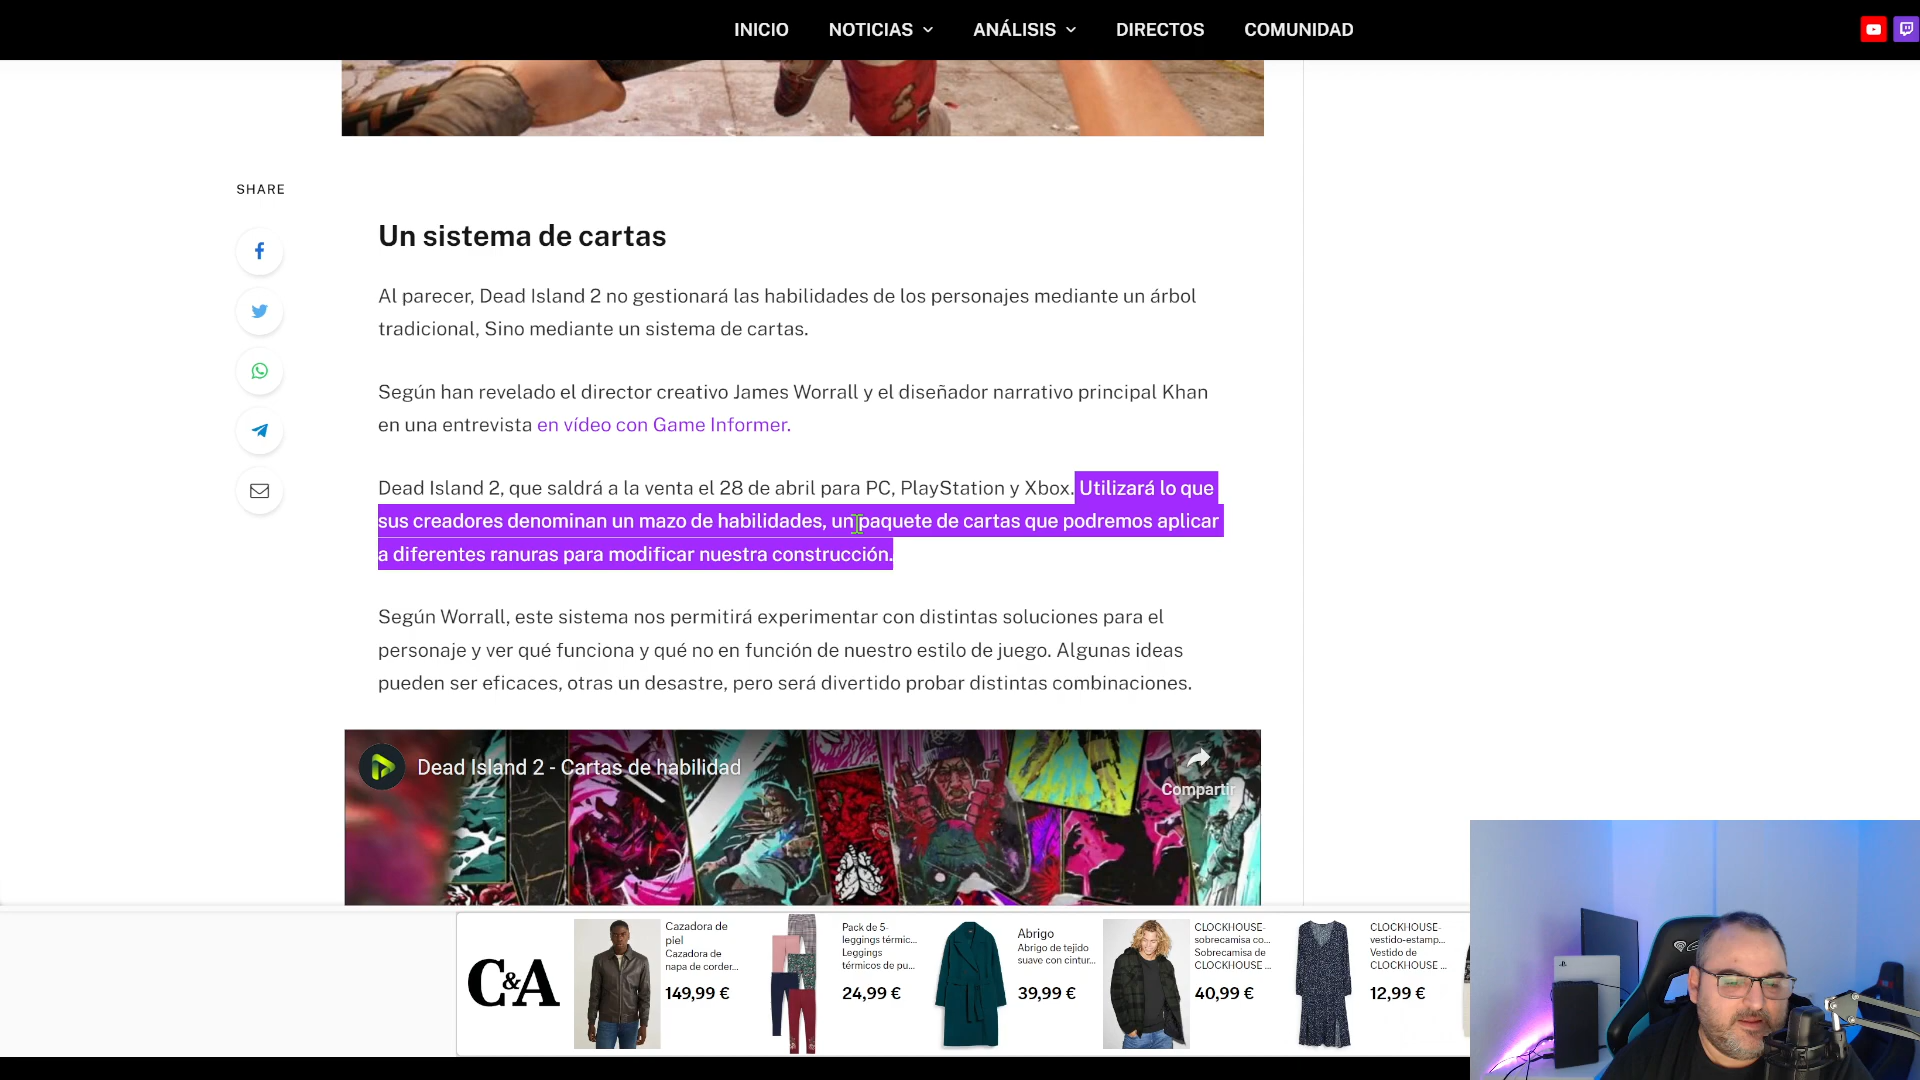 INICIO NOTICIAS ANÁLISIS DIRECTOS COMUNIDAD
SHARE
Un sistema de cartas
Al parecer, Dead Island 2 no gestionará las habilidades de los personajes mediante un árbol
tradicional, Sino mediante un sistema de cartas.
Según han revelado el director creativo James Worrall y el diseñador narrativo principal Khan
en una entrevista en vídeo con Game Informer.
Dead Island 2, que saldrá a la venta el 28 de abril para PC, PlayStation y Xbox. Utilizará lo que
sus creadores denominan un mazo de habilidades, un paquete de cartas que podremos aplicar
a diferentes ranuras para modificar nuestra construcción.
Según Worrall, este sistema nos permitirá experimentar con distintas soluciones para el
personaje y ver qué funciona y qué no en función de nuestro estilo de juego. Algunas ideas
pueden ser eficaces, otras un desastre, pero será divertido probar distintas combinaciones.
Dead Island 2 - Cartas de habilidad
Compartir
C&A
Cazadora de
piel
Cazadora de
napa de corder...
149,99 €
Pack de 5-
leggings térmic...
Leggings
térmicos de pu...
24,99 €
Abrigo
Abrigo de tejido
suave con cintur...
39,99 €
CLOCKHOUSE-
sobrecamisa co...
Sobrecamisa de
CLOCKHOUSE ...
40,99 €
CLOCKHOUSE-
vestido-estamp...
Vestido de
CLOCKHOUSE ...
12,99 €